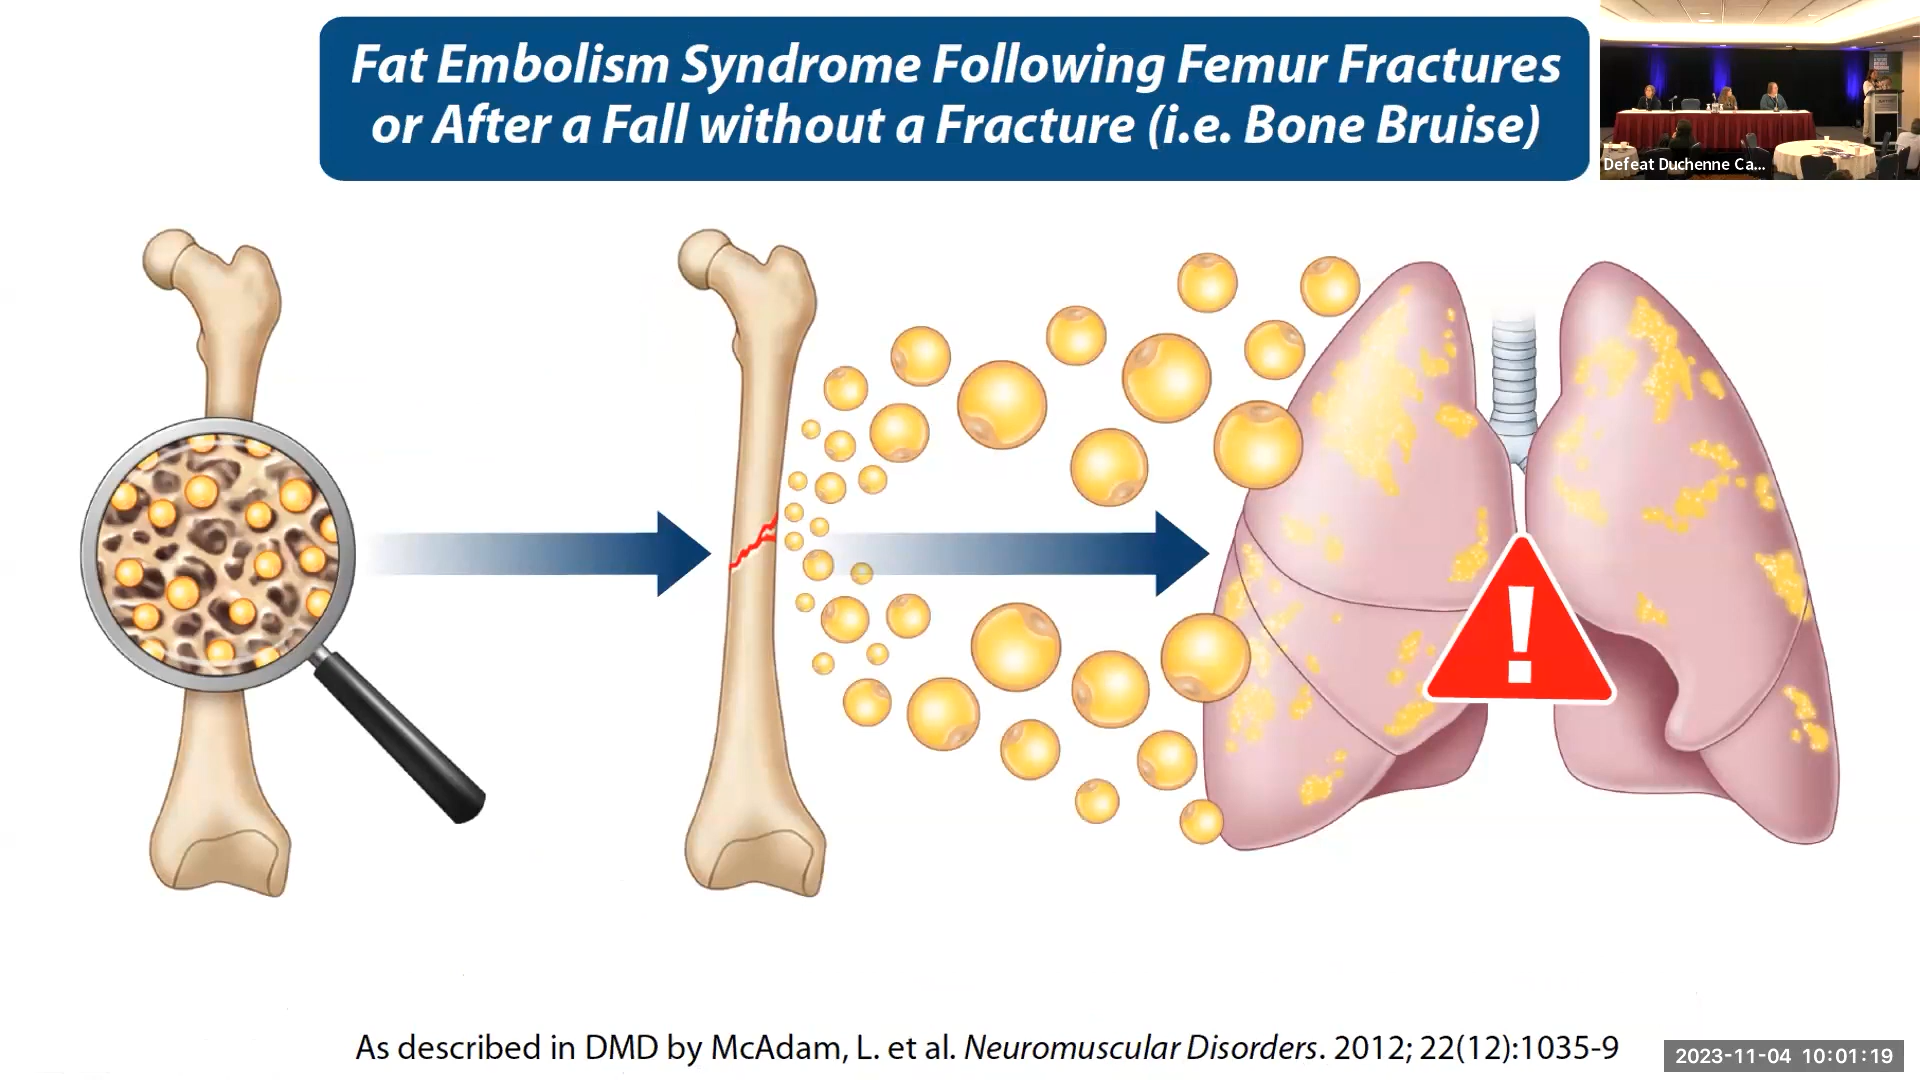 Fat Embolism Syndrome Following Femur Fractures
or After a Fall without a Fracture (i.e. Bone Bruise)
Defeat Duchenne Ca...
!
As described in DMD by McAdam, L. et al. Neuromuscular Disorders. 2012; 22(12):1035-9
2023-11-04 10:01:19